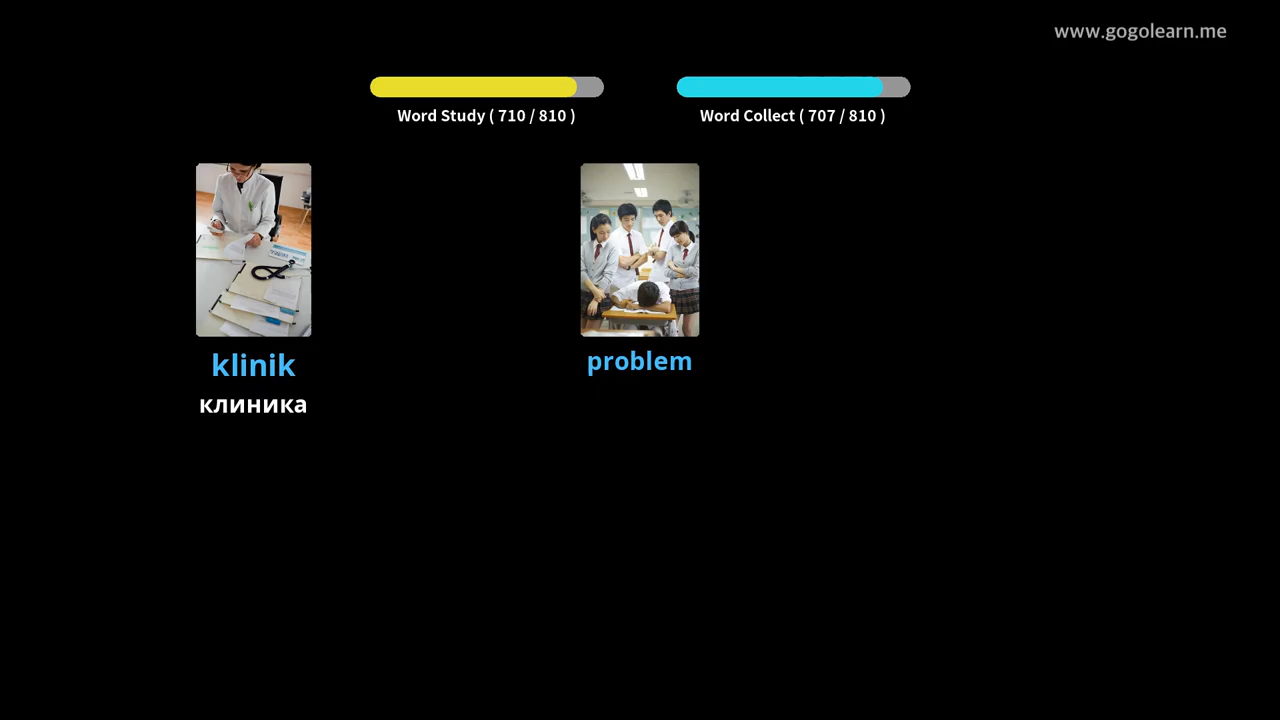 www.gogolearn.me
Word Study ( 710 / 810 )
Word Collect ( 707 / 810 )
klinik
клиника
problem